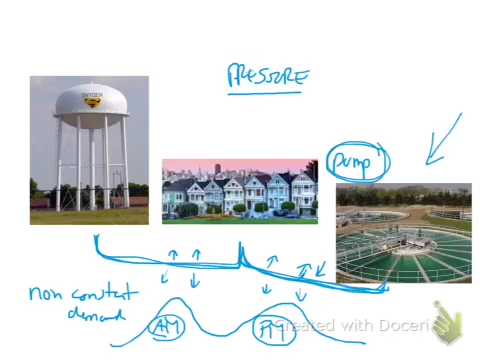 PRESSURE
SNYDER
pump
non constant
demand
AM
PM
Created with Doceri